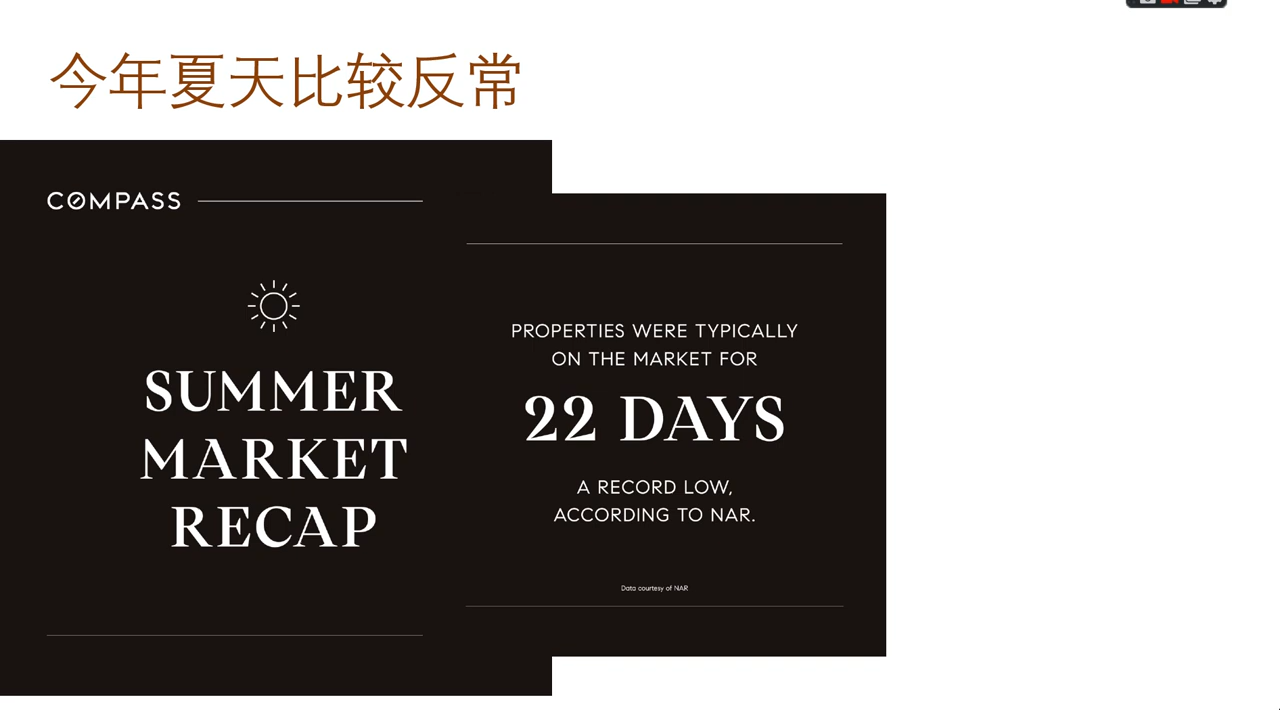 今年夏天比较反常
COMPASS
SUMMER
MARKET
RECAP
PROPERTIES WERE TYPICALLY
ON THE MARKET FOR
22 DAYS
A RECORD LOW,
ACCORDING TO NAR.
Data courtesy of NAR